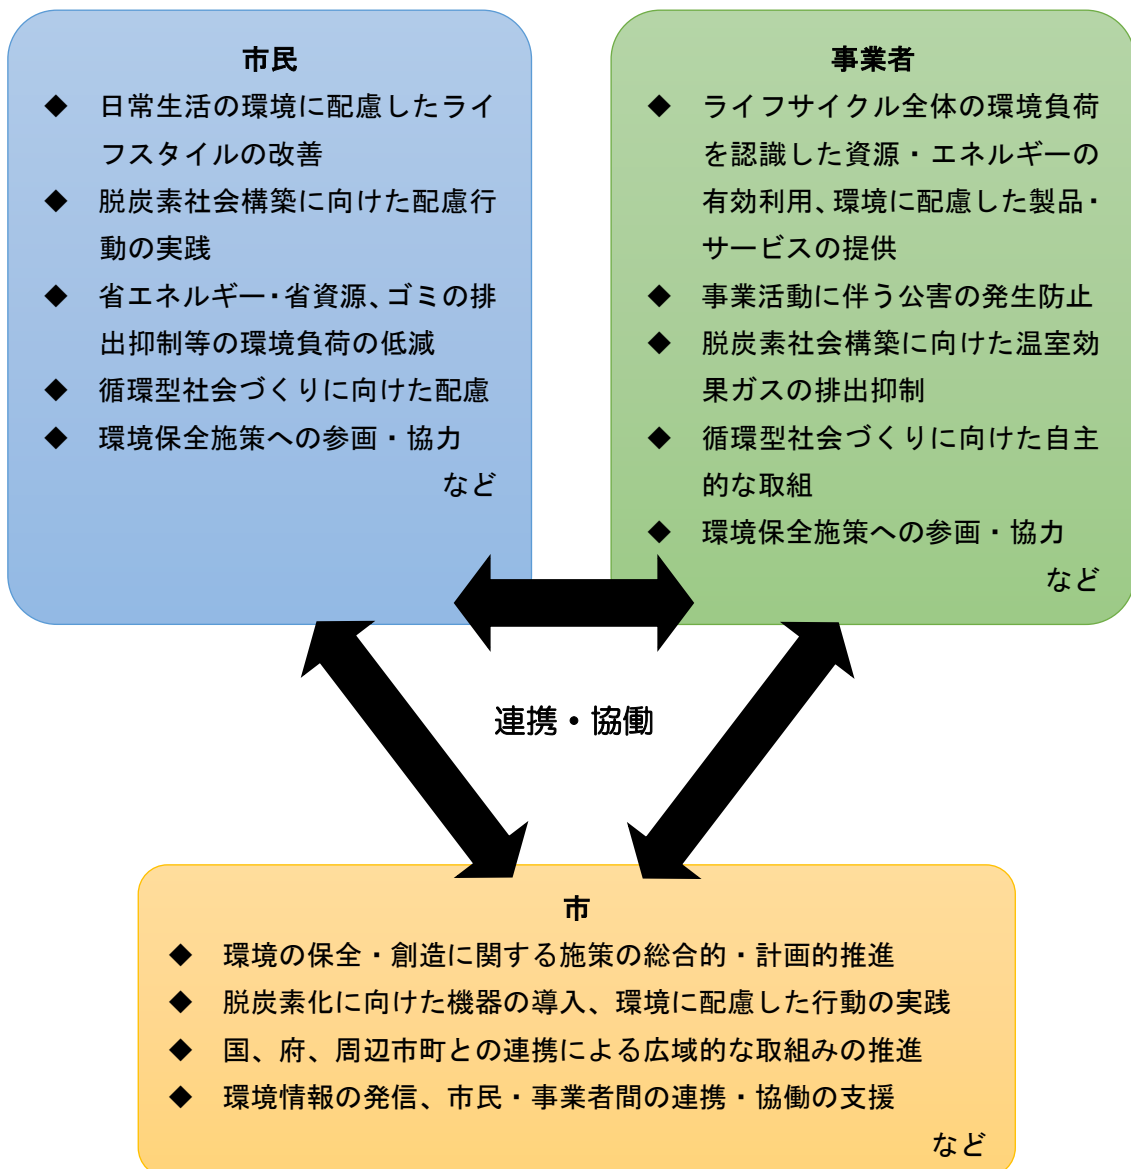 市民
◆ 日常生活の環境に配慮したライ
フスタイルの改善
◆ 脱炭素社会構築に向けた配慮行
動の実践
◆ 省エネルギー・省資源、ゴミの排
出抑制等の環境負荷の低減
◆ 循環型社会づくりに向けた配慮
◆ 環境保全施策への参画・協力
など
事業者
◆ ライフサイクル全体の環境負荷
を認識した資源・エネルギーの
有効利用、環境に配慮した製品・
サービスの提供
◆ 事業活動に伴う公害の発生防止
◆ 脱炭素社会構築に向けた温室効
果ガスの排出抑制
◆ 循環型社会づくりに向けた自主
的な取組
◆ 環境保全施策への参画・協力
など
連携・協働
市
◆ 環境の保全・創造に関する施策の総合的・計画的推進
◆ 脱炭素化に向けた機器の導入、環境に配慮した行動の実践
◆ 国、府、周辺市町との連携による広域的な取組みの推進
◆ 環境情報の発信、市民・事業者間の連携・協働の支援
など